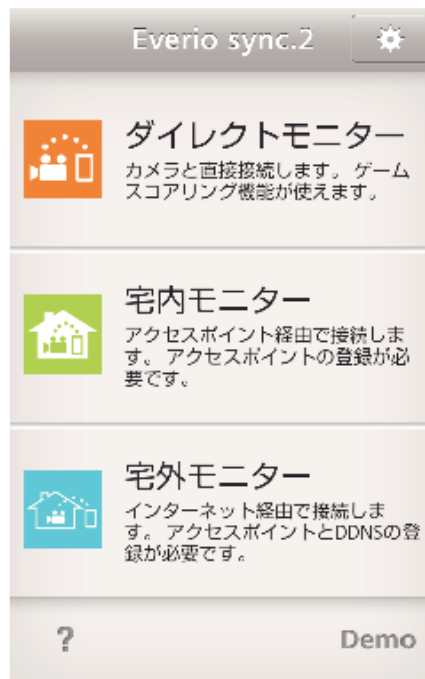 Everio sync.2
ダイレクトモニター
カメラと直接接続します。 ゲーム
スコアリング機能が使えます。
宅内モニター
アクセスポイント経由で接続しま
す。 アクセスポイントの登録が必
要です。
宅外モニター
インターネット経由で接続しま
す。 アクセスポイントとDDNSの登
録が必要です。
? Demo